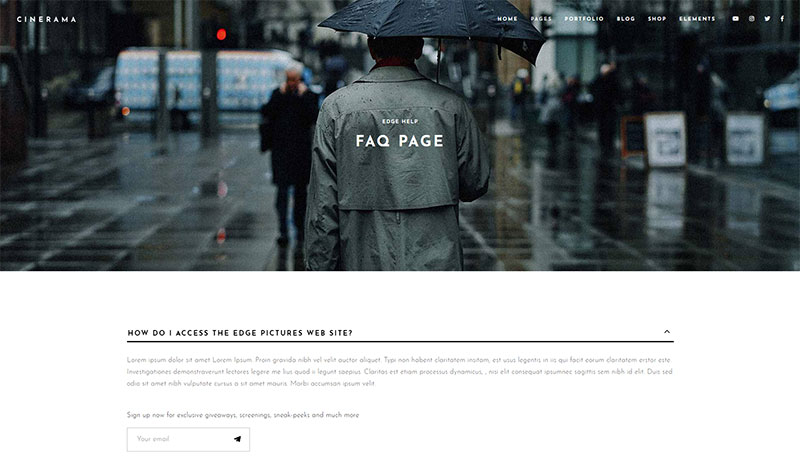 CINERAMA
HOME PAGES PORTFOLIO BLOG SHOP ELEMENTS
EDGE HELP
FAQ PAGE
HOW DO I ACCESS THE EDGE PICTURES WEB SITE?
Lorem ipsum dolor sit amet Lorem Ipsum. Proin gravida nibh vel velit auctor aliquet. Typi non habent claritatem insitam, est usus legentis in iis qui facit eorum claritatem erster este.
Investigationes demonstraverunt lectores legere me lius quod ii legunt saepius. Claritas est etiam processus dynamicus, , nisi elit consequat ipsumnec sagittis sem nibh id elit. Duis sed
odio sit amet nibh vulputate cursus a sit amet mauris. Morbi accumsan ipsum velit.
Sign up now for exclusive giveaways, screenings, sneak-peeks and much more
Your email